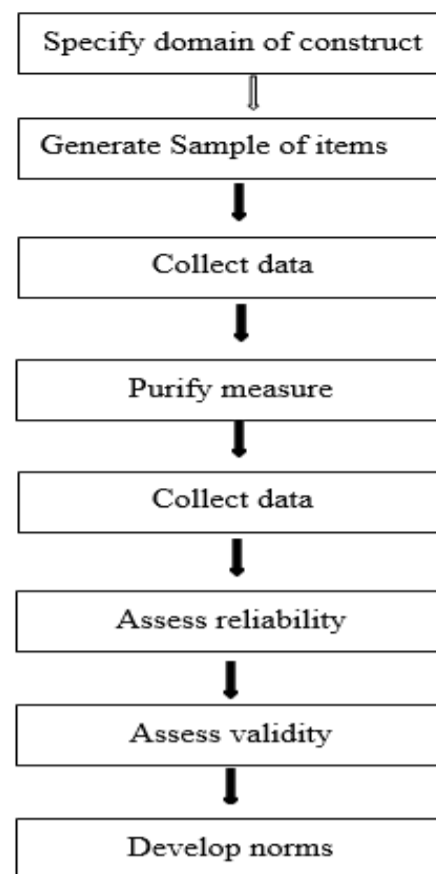 Specify domain of construct
Generate Sample of items
Collect data
Purify measure
Collect data
Assess reliability
Assess validity
Develop norms